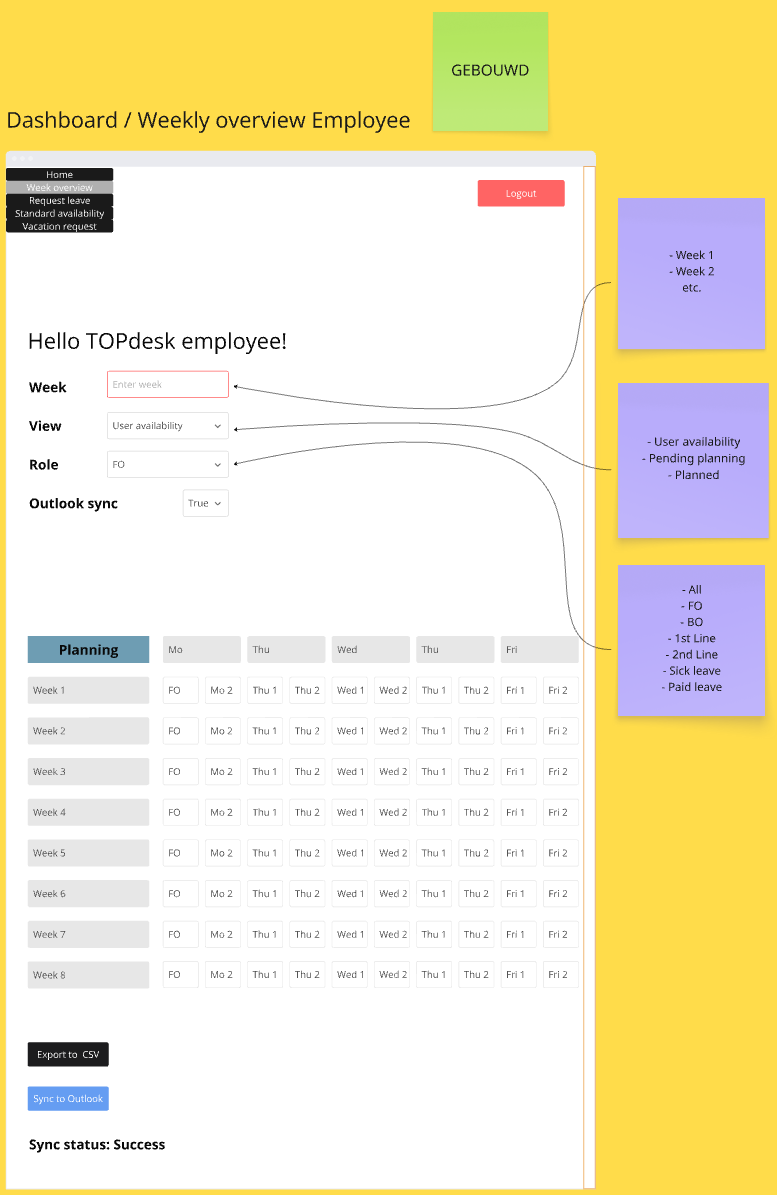 GEBOUWD
Dashboard / Weekly overview Employee
Home
Week overview
Request leave
Standard availability
Vacation request
Logout
- Week 1
- Week 2
etc.
Hello TOPdesk employee!
Week Enter week
View User availability
Role FO
Outlook sync True
- User availability
- Pending planning
- Planned
- All
- FO
- BO
- 1st Line
- 2nd Line
- Sick leave
- Paid leave
Planning Mo Thu Wed Thu Fri
Week 1 FO Mo 2 Thu 1 Thu 2 Wed 1 Wed 2 Thu 1 Thu 2 Fri 1 Fri 2
Week 2 FO Mo 2 Thu 1 Thu 2 Wed 1 Wed 2 Thu 1 Thu 2 Fri 1 Fri 2
Week 3 FO Mo 2 Thu 1 Thu 2 Wed 1 Wed 2 Thu 1 Thu 2 Fri 1 Fri 2
Week 4 FO Mo 2 Thu 1 Thu 2 Wed 1 Wed 2 Thu 1 Thu 2 Fri 1 Fri 2
Week 5 FO Mo 2 Thu 1 Thu 2 Wed 1 Wed 2 Thu 1 Thu 2 Fri 1 Fri 2
Week 6 FO Mo 2 Thu 1 Thu 2 Wed 1 Wed 2 Thu 1 Thu 2 Fri 1 Fri 2
Week 7 FO Mo 2 Thu 1 Thu 2 Wed 1 Wed 2 Thu 1 Thu 2 Fri 1 Fri 2
Week 8 FO Mo 2 Thu 1 Thu 2 Wed 1 Wed 2 Thu 1 Thu 2 Fri 1 Fri 2
Export to CSV
Sync to Outlook
Sync status: Success